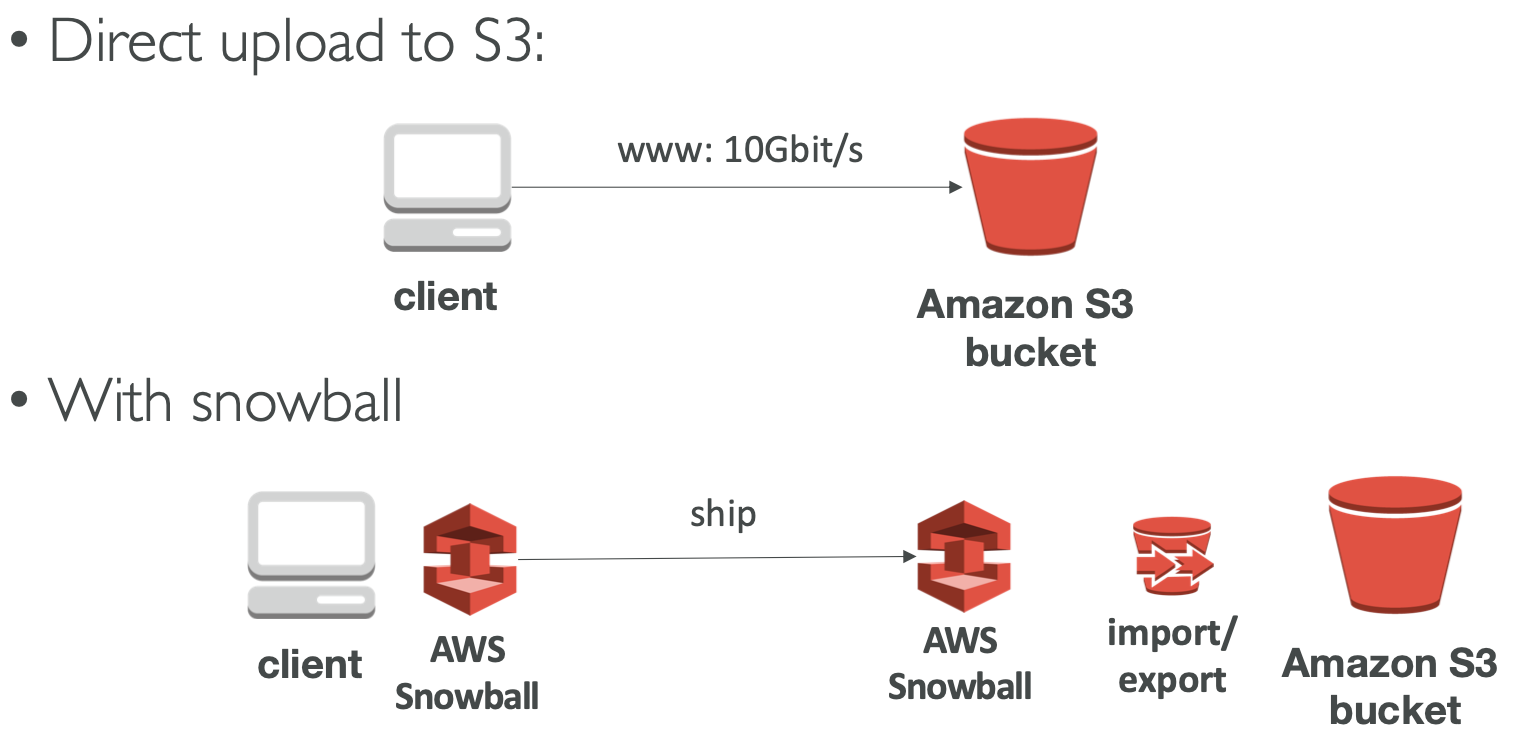 • Direct upload to S3:
www: 10Gbit/s
client
Amazon S3
bucket
• With snowball
ship
client
AWS
Snowball
AWS
Snowball
import/
export
Amazon S3
bucket